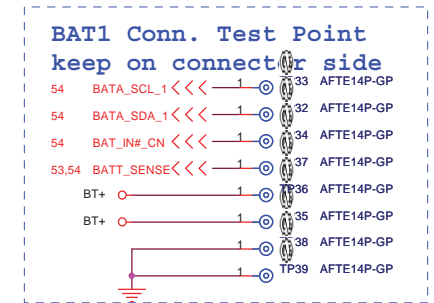 BAT1 Conn. Test Point
keep on connector side
54 BATA_SCL_1 1 33 AFTE14P-GP
54 BATA_SDA_1 1 32 AFTE14P-GP
54 BAT_IN#_CN 1 34 AFTE14P-GP
53,54 BATT_SENSE 1 37 AFTE14P-GP
BT+ 1 TP36 AFTE14P-GP
BT+ 1 35 AFTE14P-GP
1 38 AFTE14P-GP
1 TP39 AFTE14P-GP